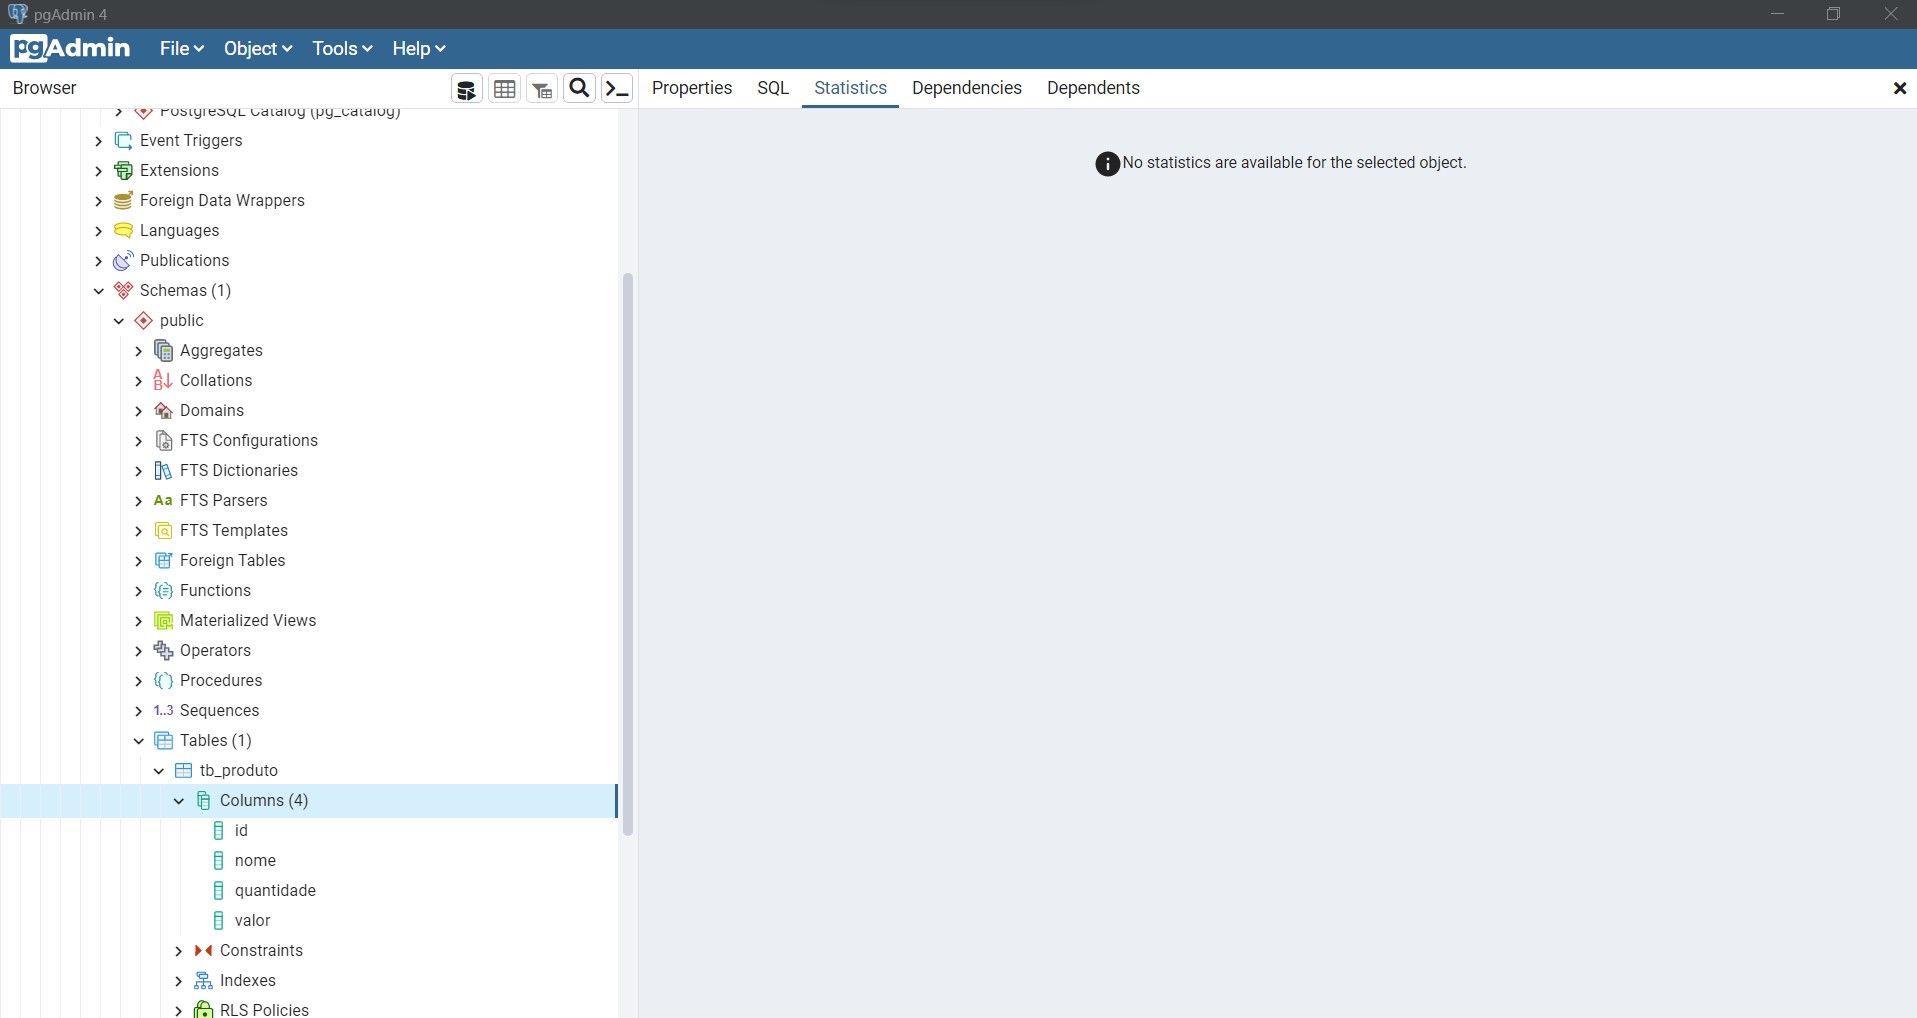 pgAdmin 4
pgAdmin File Object Tools Help
Browser
Properties SQL Statistics Dependencies Dependents
PostgreSQL Catalog (pg_catalog)
Event Triggers
Extensions
Foreign Data Wrappers
Languages
Publications
Schemas (1)
public
Aggregates
Collations
Domains
FTS Configurations
FTS Dictionaries
Aa FTS Parsers
FTS Templates
Foreign Tables
Functions
Materialized Views
Operators
Procedures
1..3 Sequences
Tables (1)
tb_produto
Columns (4)
id
nome
quantidade
valor
Constraints
Indexes
RLS Policies
No statistics are available for the selected object.